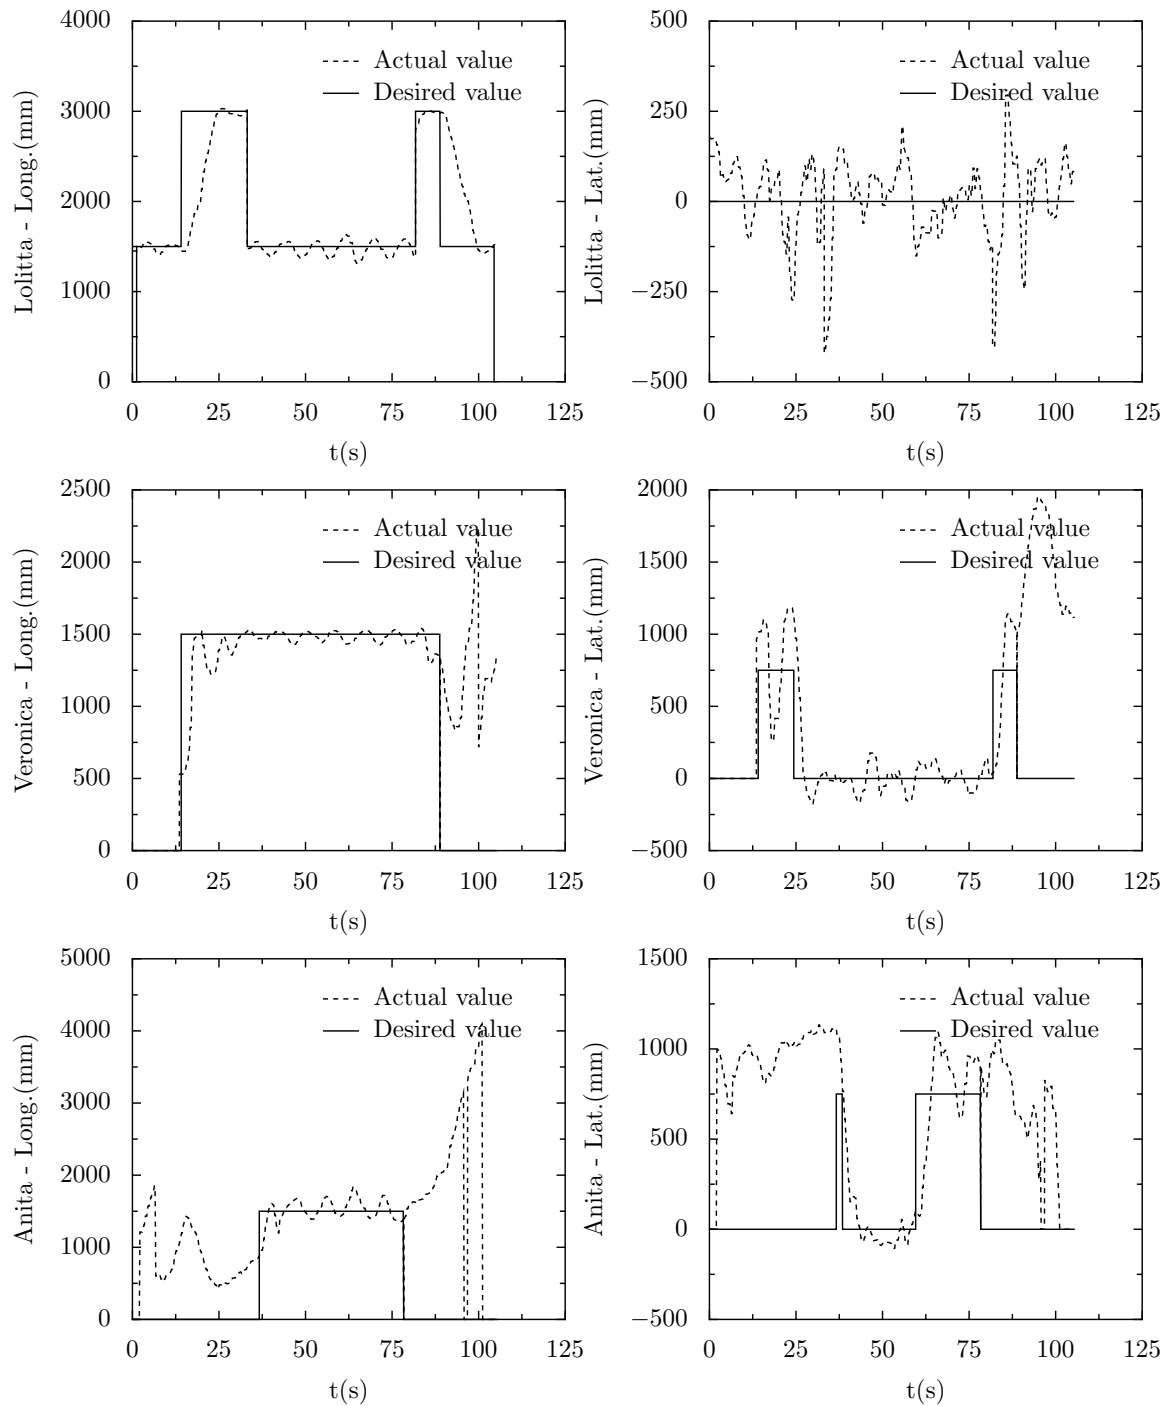 Lolitta - Long.(mm)
4000
3000
2000
1000
0
0 25 50 75 100 125
t(s)
Actual value
Desired value
Lolitta - Lat.(mm)
500
250
0
−250
−500
0 25 50 75 100 125
t(s)
Actual value
Desired value
Veronica - Long.(mm)
2500
2000
1500
1000
500
0
0 25 50 75 100 125
t(s)
Actual value
Desired value
Veronica - Lat.(mm)
2000
1500
1000
500
0
−500
0 25 50 75 100 125
t(s)
Actual value
Desired value
Anita - Long.(mm)
5000
4000
3000
2000
1000
0
0 25 50 75 100 125
t(s)
Actual value
Desired value
Anita - Lat.(mm)
1500
1000
500
0
−500
0 25 50 75 100 125
t(s)
Actual value
Desired value